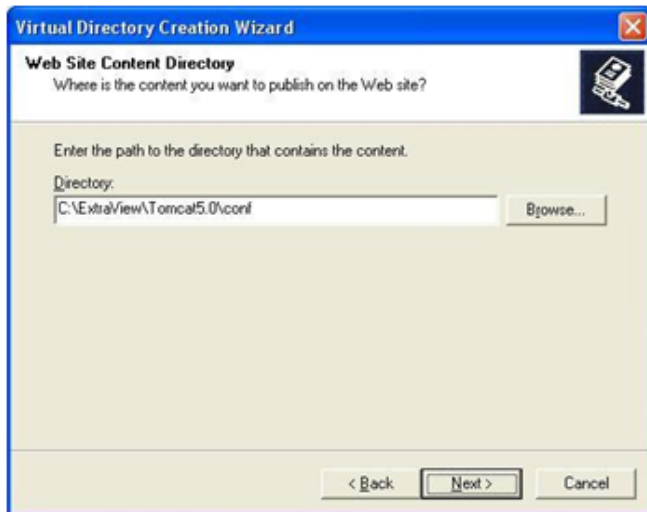 Virtual Directory Creation Wizard
Web Site Content Directory
Where is the content you want to publish on the Web site?
Enter the path to the directory that contains the content.
Directory:
C:\ExtraView\Tomcat5.0\conf
Browse...
< Back
Next >
Cancel